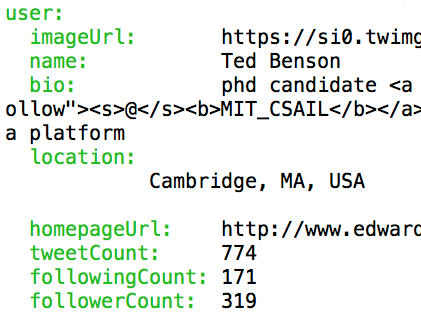 user:
imageUrl: https://si0.twimg
name: Ted Benson
bio: phd candidate <a
ollow"><s>@</s><b>MIT_CSAIL</b></a>
a platform
location:
Cambridge, MA, USA
homepageUrl: http://www.edward
tweetCount: 774
followingCount: 171
followerCount: 319